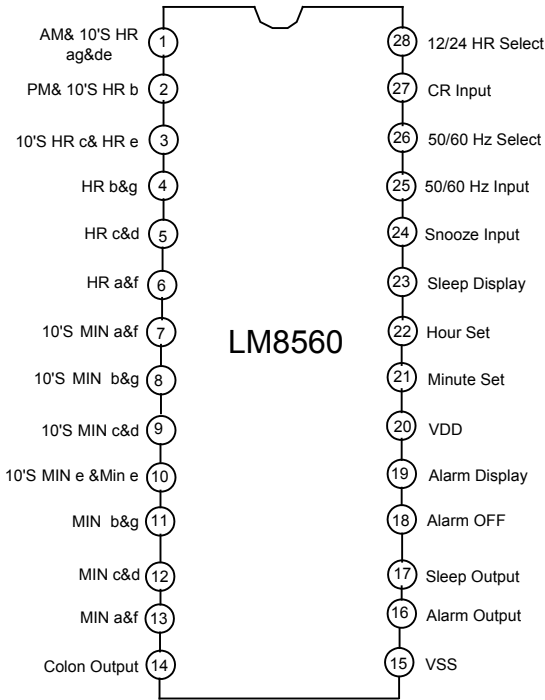 AM& 10'S HR
ag&de
1
28
12/24 HR Select
PM& 10'S HR b
2
27
CR Input
10'S HR c& HR e
3
26
50/60 Hz Select
HR b&g
4
25
50/60 Hz Input
HR c&d
5
24
Snooze Input
HR a&f
6
23
Sleep Display
10'S MIN a&f
7
LM8560
22
Hour Set
10'S MIN b&g
8
21
Minute Set
10'S MIN c&d
9
20
VDD
10'S MIN e &Min e
10
19
Alarm Display
MIN b&g
11
18
Alarm OFF
MIN c&d
12
17
Sleep Output
MIN a&f
13
16
Alarm Output
Colon Output
14
15
VSS